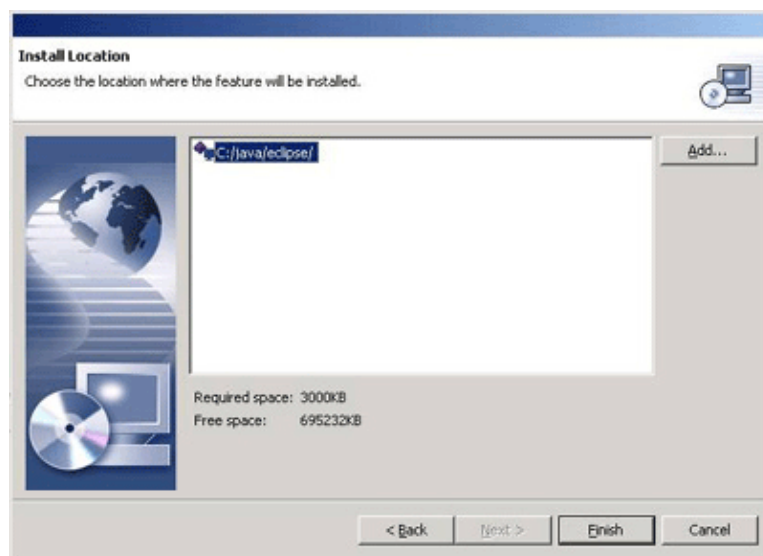 Install Location
Choose the location where the feature will be installed.
C:/java/eclipse/
Add...
Required space: 3000KB
Free space: 695232KB
< Back
Next >
Finish
Cancel